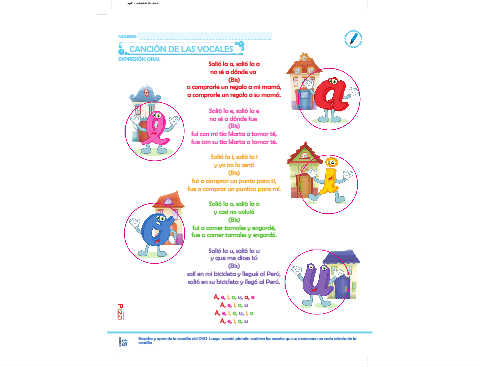 NOMBRE:
CANCIÓN DE LAS VOCALES
EXPRESIÓN ORAL
Salió la a, salió la a
no sé a dónde va
(Bis)
a comprarle un regalo a mi mamá,
a comprarle un regalo a su mamá.
Salió la e, salió la e
no sé a dónde fue
(Bis)
fui con mi tía Marta a tomar té,
fue con su tía Marta a tomar té.
Salió la i, salió la i
y yo no la sentí
(Bis)
fui a comprar un punto para ti,
fue a comprar un puntito para mí.
Salió la o, salió la o
y casi no volvió
(Bis)
fui a comer tamales y engordé,
fue a comer tamales y engordó.
Salió la u, salió la u
y que me dices tú
(Bis)
salí en mi bicicleta y llegué al Perú,
salió en su bicicleta y llegó al Perú.
A, e, i, o, u, a, e
A, e, i, o, u
A, e, i, o, u, i, o
A, e, i, o, u